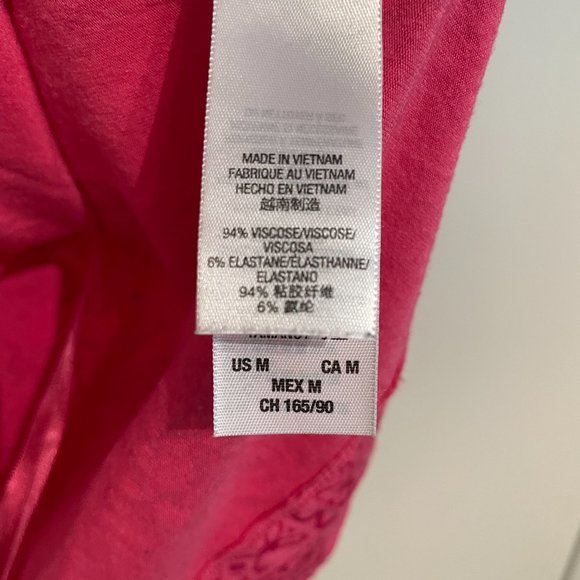 MADE IN VIETNAM
FABRIQUE AU VIETNAM
HECHO EN VIETNAM
越南制造
94% VISCOSE/VISCOSE/
VISCOSA
6% ELASTANE/ÉLASTHANNE/
ELASTANO
94% 粘胶纤维
6% 氨纶
US M CA M
MEX M
CH 165/90